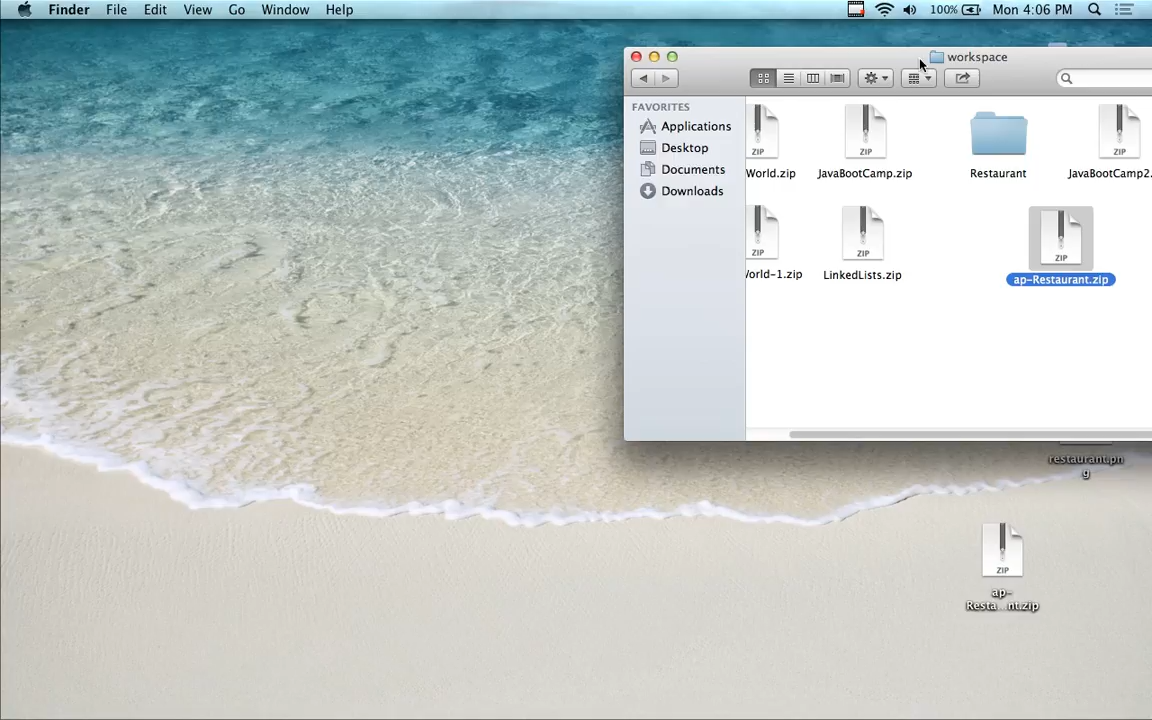 Finder File Edit View Go Window Help 100% Mon 4:06 PM
workspace
FAVORITES
Applications
Desktop
Documents
Downloads
ZIP ZIP ZIP
World.zip JavaBootCamp.zip Restaurant JavaBootCamp2.
ZIP ZIP ZIP
World-1.zip LinkedLists.zip ap-Restaurant.zip
restaurant.pn
g
ZIP
ap-
Resta...nt.zip